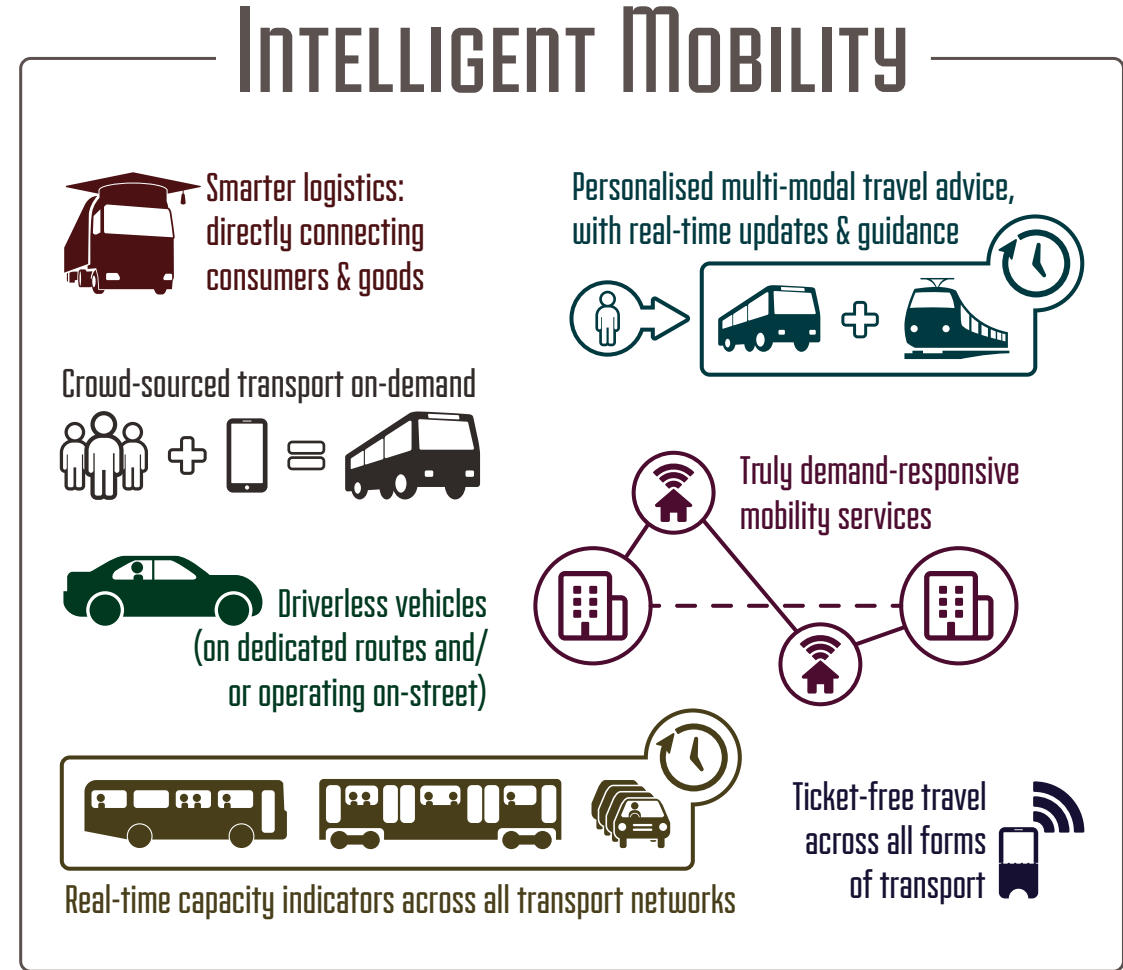 INTELLIGENT MOBILITY
Smarter logistics:
directly connecting
consumers & goods
Personalised multi-modal travel advice,
with real-time updates & guidance
Crowd-sourced transport on-demand
Truly demand-responsive
mobility services
Driverless vehicles
(on dedicated routes and/
or operating on-street)
Real-time capacity indicators across all transport networks
Ticket-free travel
across all forms
of transport